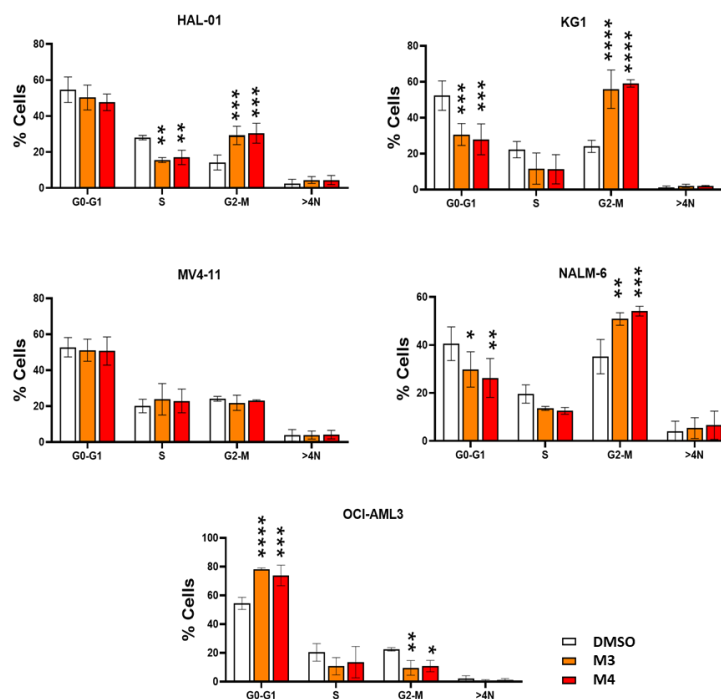 HAL-01
80
60
40
20
0
% Cells
** **
*** ***
G0-G1 S G2-M >4N
KG1
80
60
40
20
0
% Cells
*** ***
**** ****
G0-G1 S G2-M >4N
MV4-11
80
60
40
20
0
% Cells
G0-G1 S G2-M >4N
NALM-6
60
40
20
0
% Cells
* **
** ***
G0-G1 S G2-M >4N
OCI-AML3
100
80
60
40
20
0
% Cells
**** ***
** *
G0-G1 S G2-M >4N
DMSO
M3
M4